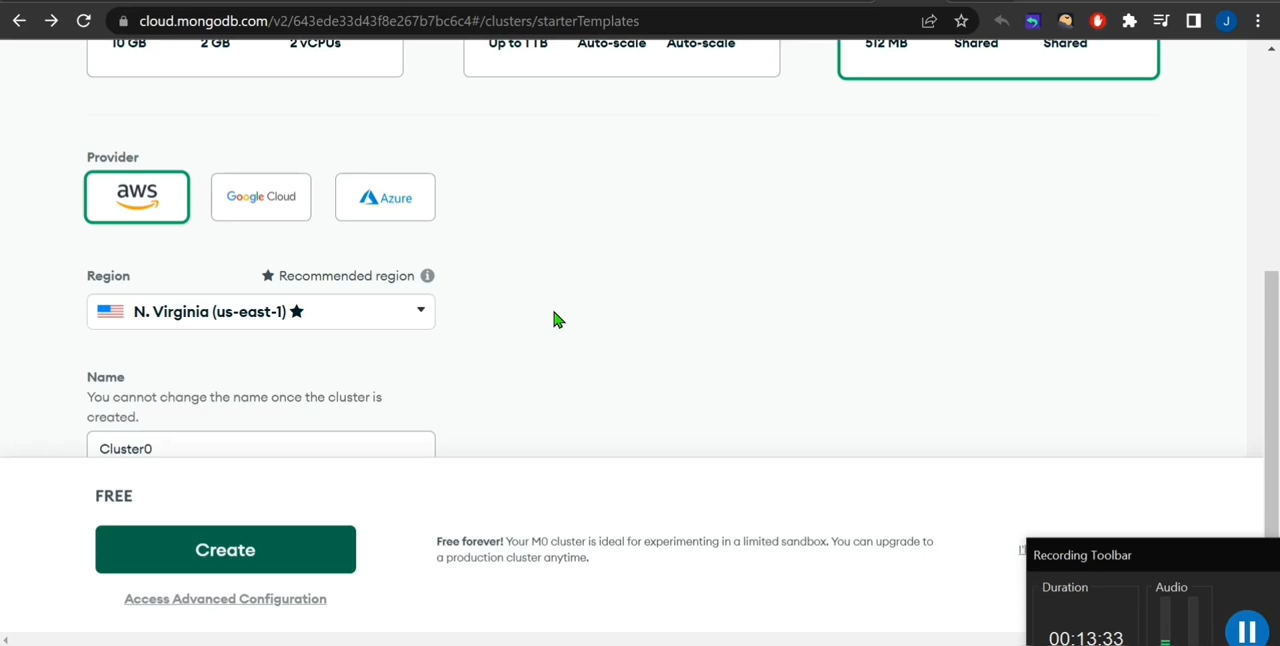 cloud.mongodb.com/v2/643ede33d43f8e267b7bc6c4#/clusters/starterTemplates
J
10 GB 2 GB 2 vCPUs
Up to 1 TB Auto-scale Auto-scale
512 MB Shared Shared
Provider
aws
Google Cloud
Azure
Region
Recommended region
N. Virginia (us-east-1)
Name
You cannot change the name once the cluster is
created.
Cluster0
FREE
Create
Free forever! Your M0 cluster is ideal for experimenting in a limited sandbox. You can upgrade to
a production cluster anytime.
Access Advanced Configuration
Recording Toolbar
Duration
Audio
00:13:33